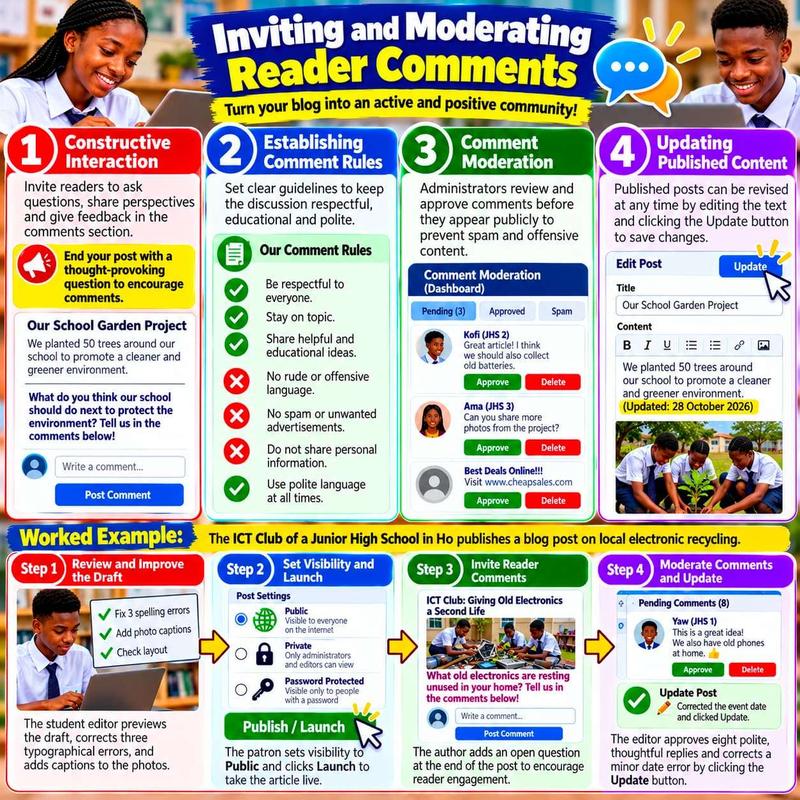 Inviting and Moderating
Reader Comments
Turn your blog into an active and positive community!
1 Constructive
Interaction
Invite readers to ask
questions, share perspectives
and give feedback in the
comments section.
End your post with a
thought-provoking
question to encourage
comments.
Our School Garden Project
We planted 50 trees around our
school to promote a cleaner and
greener environment.
What do you think our school
should do next to protect the
environment? Tell us in the
comments below!
Write a comment...
Post Comment
2 Establishing
Comment Rules
Set clear guidelines to keep
the discussion respectful,
educational and polite.
Our Comment Rules
Be respectful to
everyone.
Stay on topic.
Share helpful and
educational ideas.
No rude or offensive
language.
No spam or unwanted
advertisements.
Do not share personal
information.
Use polite language
at all times.
3 Comment
Moderation
Administrators review and
approve comments before
they appear publicly to
prevent spam and offensive
content.
Comment Moderation
(Dashboard)
Pending (3) Approved Spam
Kofi (JHS 2)
Great article! I think
we should also collect
old batteries.
Approve Delete
Ama (JHS 3)
Can you share more
photos from the project?
Approve Delete
Best Deals Online!!!
Visit www.cheapsales.com
Approve Delete
4 Updating
Published Content
Published posts can be revised
at any time by editing the text
and clicking the Update button
to save changes.
Edit Post Update
Title
Our School Garden Project
Content
B I U
We planted 50 trees around
our school to promote a cleaner
and greener environment.
(Updated: 28 October 2026)
Worked Example: The ICT Club of a Junior High School in Ho publishes a blog post on local electronic recycling.
Step 1 Review and Improve
the Draft
Fix 3 spelling errors
Add photo captions
Check layout
The student editor previews
the draft, corrects three
typographical errors, and
adds captions to the photos.
Step 2 Set Visibility and
Launch
Post Settings
Public
Visible to everyone
on the internet
Private
Only administrators
and editors can view
Password Protected
Visible only to people
with a password
Publish / Launch
The patron sets visibility to
Public and clicks Launch to
take the article live.
Step 3 Invite Reader
Comments
ICT Club: Giving Old Electronics
a Second Life
What old electronics are resting
unused in your home? Tell us in
the comments below!
Write a comment...
Post Comment
The author adds an open question
at the end of the post to encourage
reader engagement.
Step 4 Moderate Comments
and Update
Pending Comments (8)
Yaw (JHS 1)
This is a great idea!
We also have old phones
at home. 👍
Approve Delete
Update Post
Corrected the event date
and clicked Update.
The editor approves eight polite,
thoughtful replies and corrects a
minor date error by clicking the
Update button.